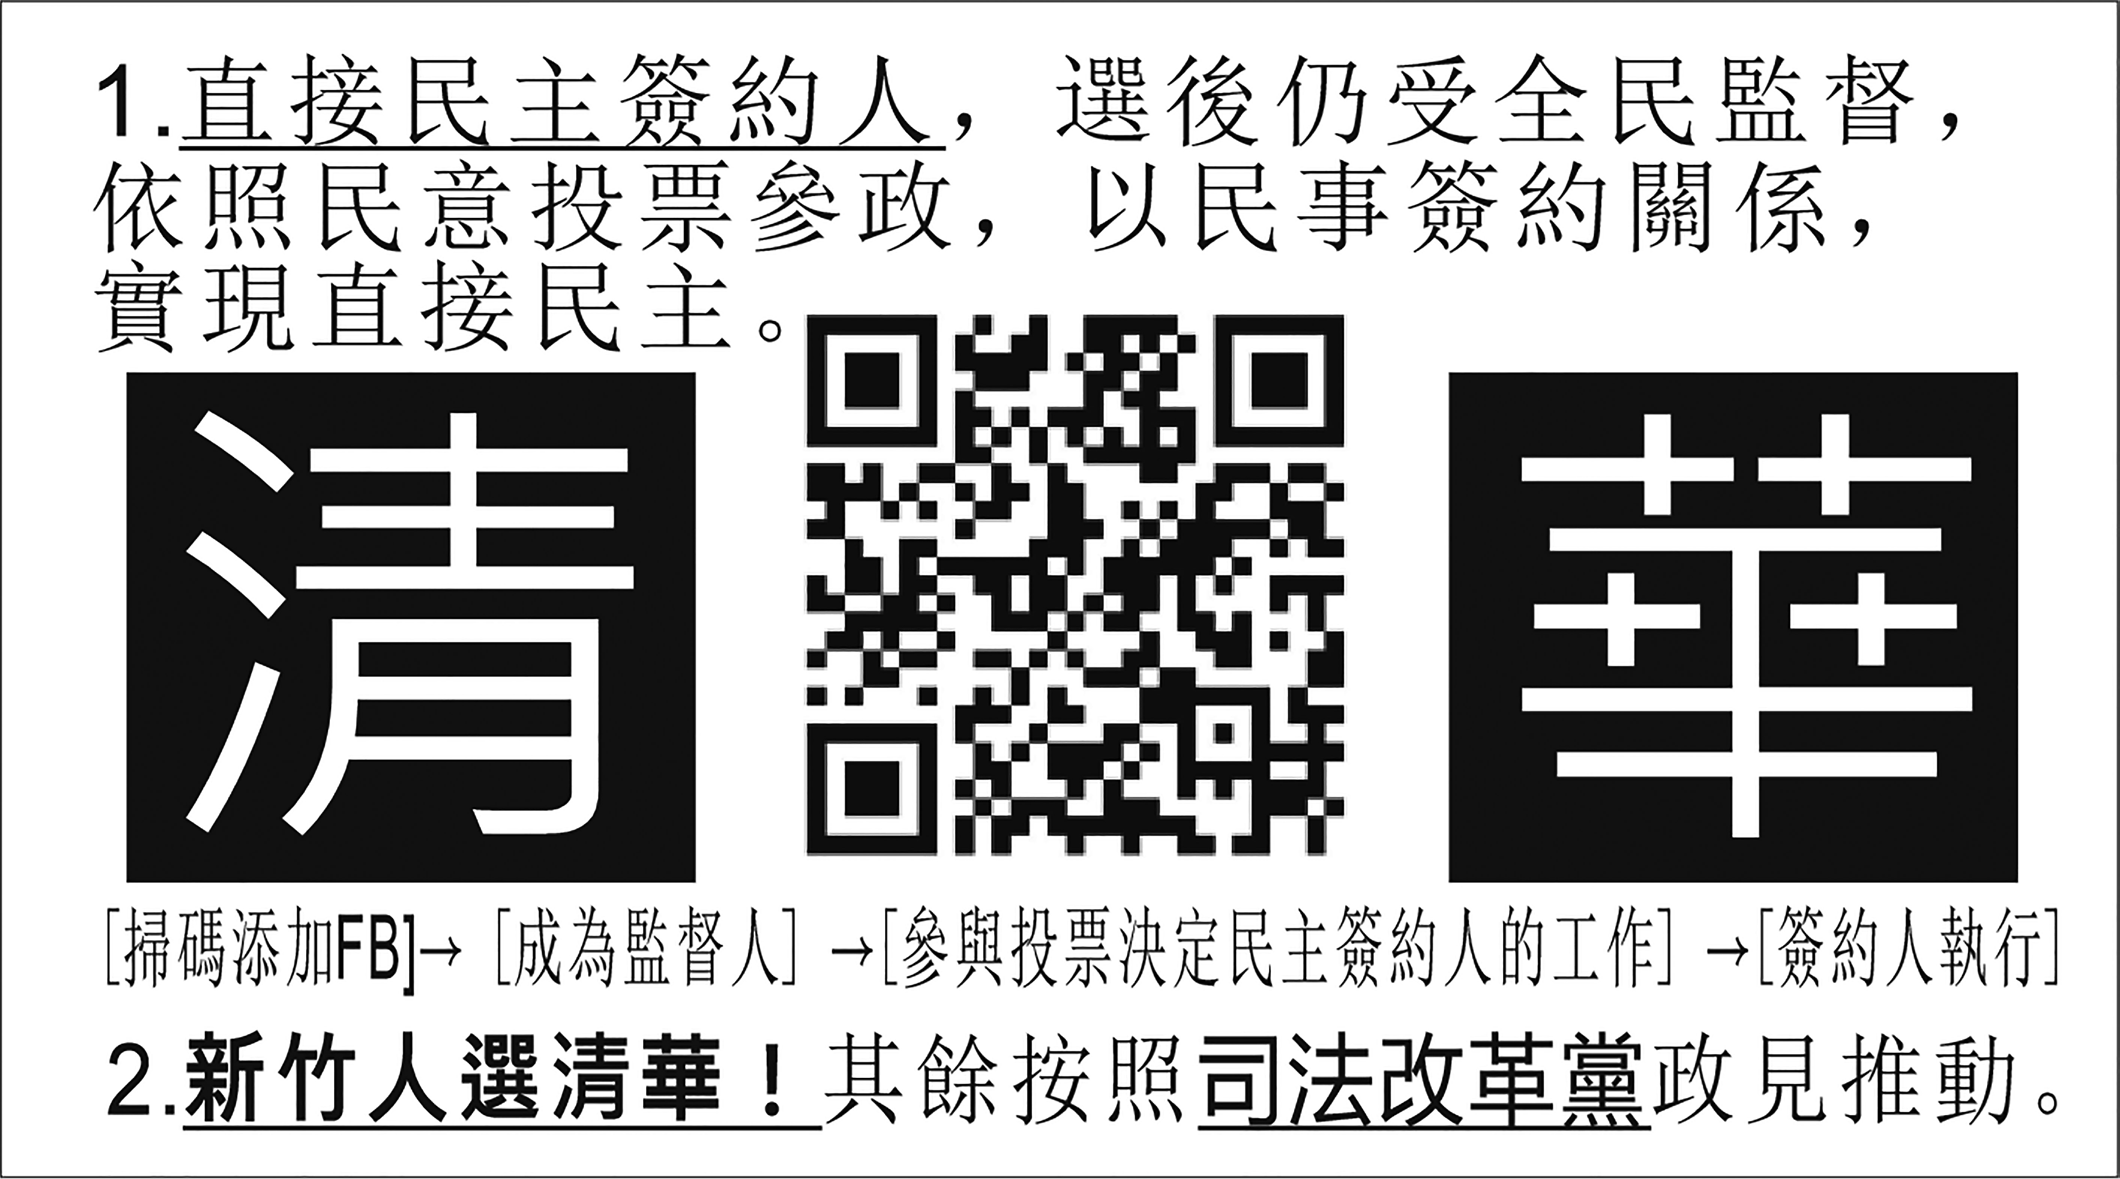 1.直接民主簽約人，選後仍受全民監督，
依照民意投票參政，以民事簽約關係，
實現直接民主。
清 華
[掃碼添加FB]→ [成為監督人] →[參與投票決定民主簽約人的工作] →[簽約人執行]
2.新竹人選清華！其餘按照司法改革黨政見推動。